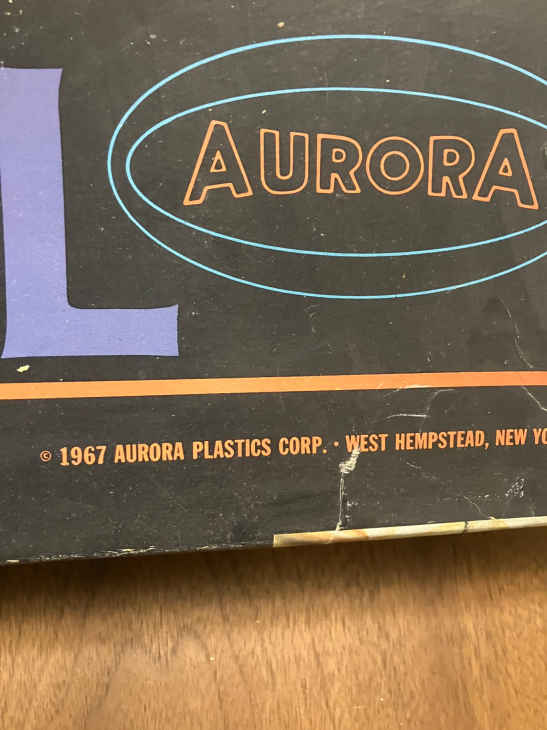 L
AURORA
© 1967 AURORA PLASTICS CORP. · WEST HEMPSTEAD, NEW YO